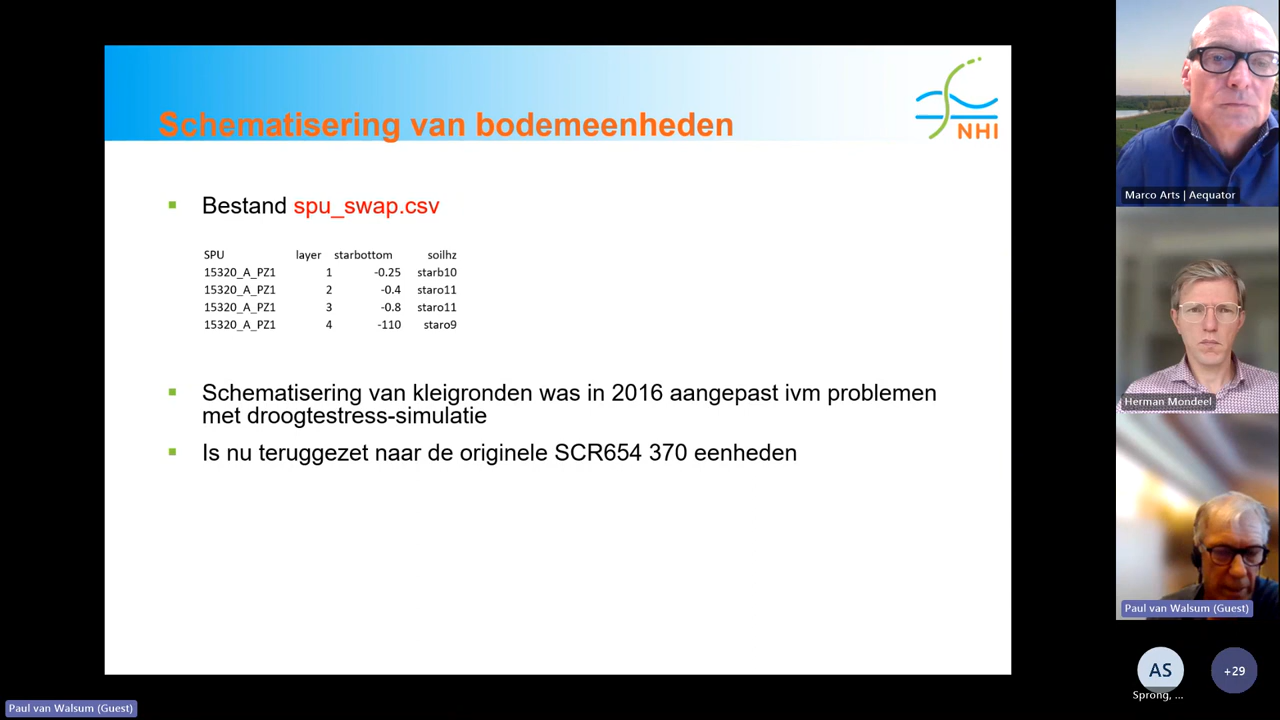 Schematisering van bodemeenheden
NHI
Bestand spu_swap.csv
SPU layer starbottom soilhz
15320_A_PZ1 1 -0.25 starb10
15320_A_PZ1 2 -0.4 staro11
15320_A_PZ1 3 -0.8 staro11
15320_A_PZ1 4 -110 staro9
Schematisering van kleigronden was in 2016 aangepast ivm problemen
met droogtestress-simulatie
Is nu teruggezet naar de originele SCR654 370 eenheden
Marco Arts | Aequator
Herman Mondeel
Paul van Walsum (Guest)
AS
+29
Sprong, ...
Paul van Walsum (Guest)